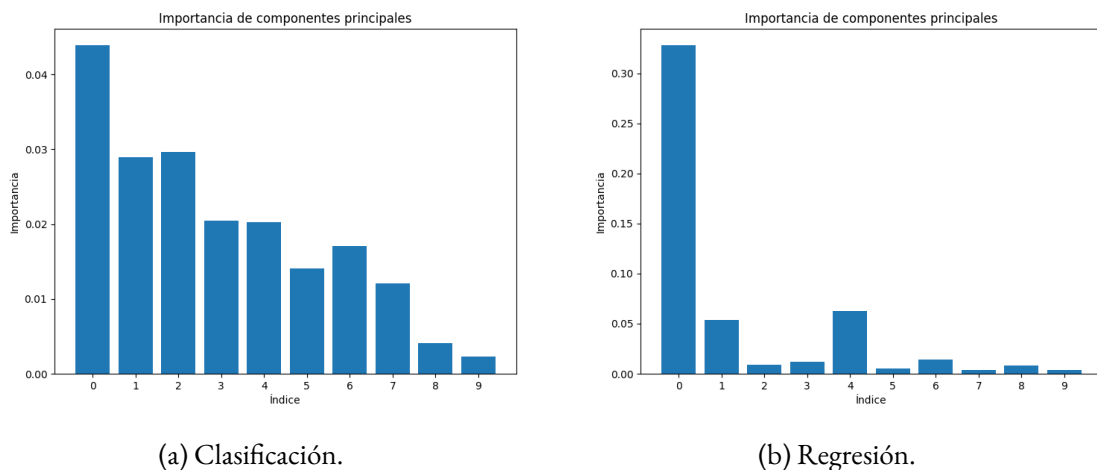 Importancia de componentes principales
Importancia
0.04
0.03
0.02
0.01
0.00
0 1 2 3 4 5 6 7 8 9
Índice
(a) Clasificación.
Importancia de componentes principales
Importancia
0.30
0.25
0.20
0.15
0.10
0.05
0.00
0 1 2 3 4 5 6 7 8 9
Índice
(b) Regresión.